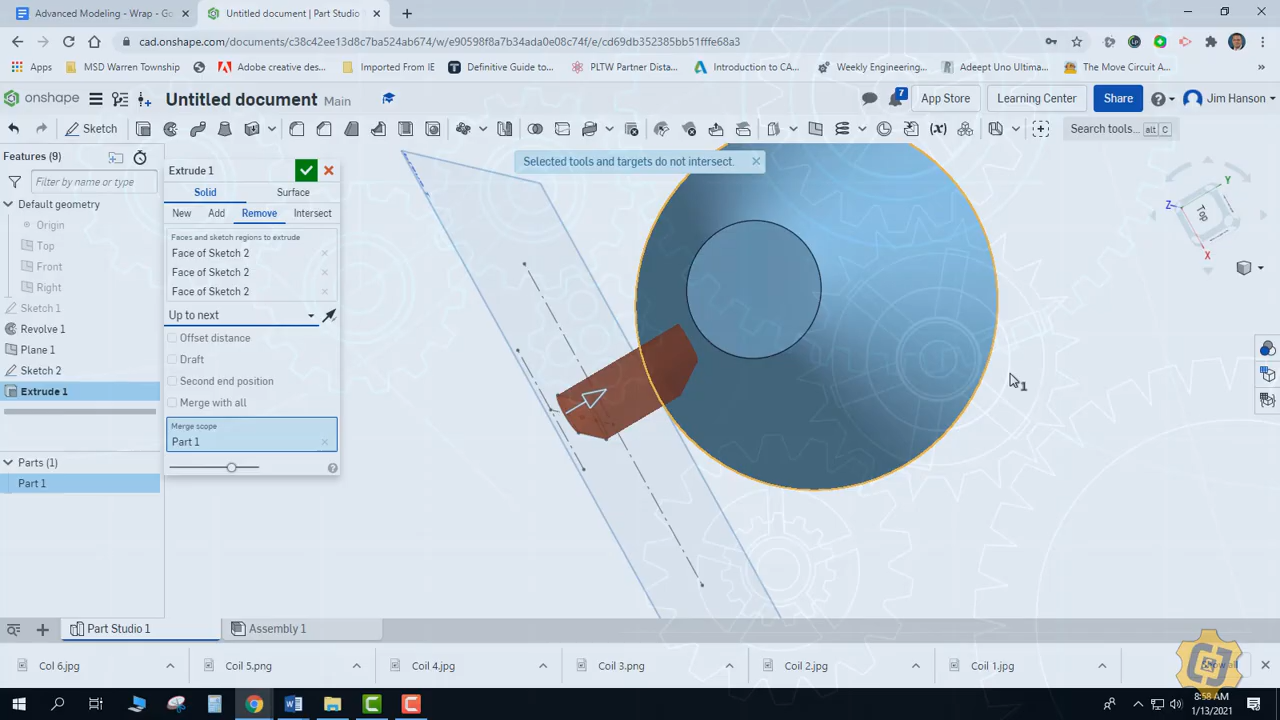 Advanced Modeling - Wrap - Go
Untitled document | Part Studio
cad.onshape.com/documents/c38c42ee13d8c7ba524ab674/w/e90598f8a7b34ada0e08c74f/e/cd69db352385bb51fffe68a3
Apps
MSD Warren Township
Adobe creative des...
Imported From IE
Definitive Guide to...
PLTW Partner Dista...
Introduction to CA...
Weekly Engineering...
Adeept Uno Ultima...
The Move Circuit A...
onshape
Untitled document Main
7
App Store
Learning Center
Share
Jim Hanson
Sketch
Search tools... alt C
Features (9)
Filter by name or type
Default geometry
Origin
Top
Front
Right
Sketch 1
Revolve 1
Plane 1
Sketch 2
Extrude 1
Parts (1)
Part 1
Extrude 1
Solid
Surface
New
Add
Remove
Intersect
Faces and sketch regions to extrude
Face of Sketch 2
Face of Sketch 2
Face of Sketch 2
Up to next
Offset distance
Draft
Second end position
Merge with all
Merge scope
Part 1
Selected tools and targets do not intersect.
Y
Z
TOP
X
1
Part Studio 1
Assembly 1
Coil 6.jpg
Coil 5.png
Coil 4.jpg
Coil 3.png
Coil 2.jpg
Coil 1.jpg
8:58 AM
1/13/2021